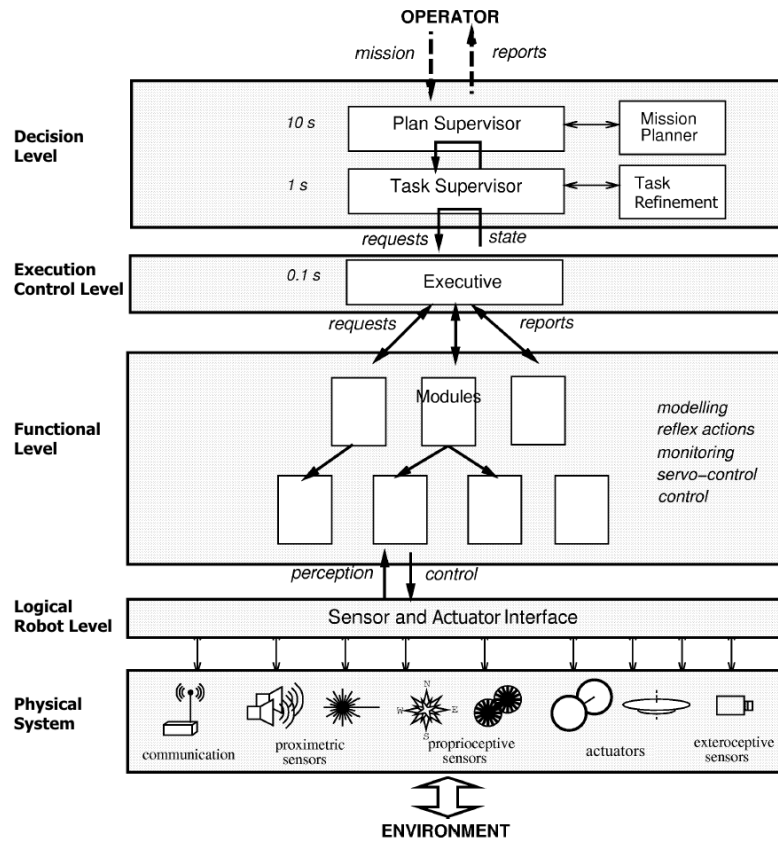 OPERATOR
mission
reports
Decision
Level
10 s
Plan Supervisor
Mission
Planner
1 s
Task Supervisor
Task
Refinement
requests
state
Execution
Control Level
0.1 s
Executive
requests
reports
Functional
Level
Modules
modelling
reflex actions
monitoring
servo-control
control
perception
control
Logical
Robot Level
Sensor and Actuator Interface
Physical
System
N
W
E
S
communication
proximetric
sensors
proprioceptive
sensors
actuators
exteroceptive
sensors
ENVIRONMENT